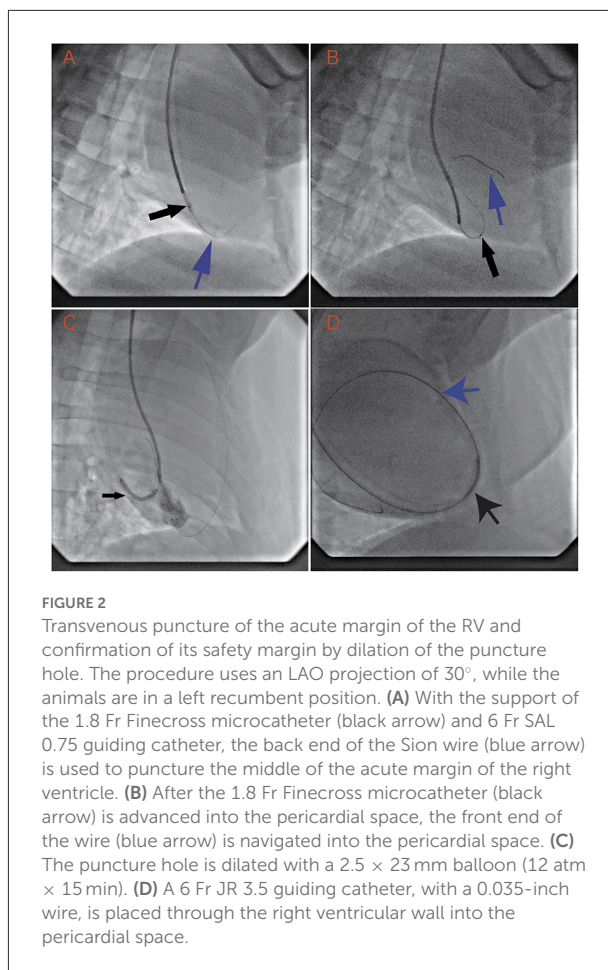 A
B
C
D
FIGURE 2
Transvenous puncture of the acute margin of the RV and
confirmation of its safety margin by dilation of the puncture
hole. The procedure uses an LAO projection of 30°, while the
animals are in a left recumbent position. (A) With the support of
the 1.8 Fr Finecross microcatheter (black arrow) and 6 Fr SAL
0.75 guiding catheter, the back end of the Sion wire (blue arrow)
is used to puncture the middle of the acute margin of the right
ventricle. (B) After the 1.8 Fr Finecross microcatheter (black
arrow) is advanced into the pericardial space, the front end of
the wire (blue arrow) is navigated into the pericardial space. (C)
The puncture hole is dilated with a 2.5 × 23 mm balloon (12 atm
× 15 min). (D) A 6 Fr JR 3.5 guiding catheter, with a 0.035-inch
wire, is placed through the right ventricular wall into the
pericardial space.